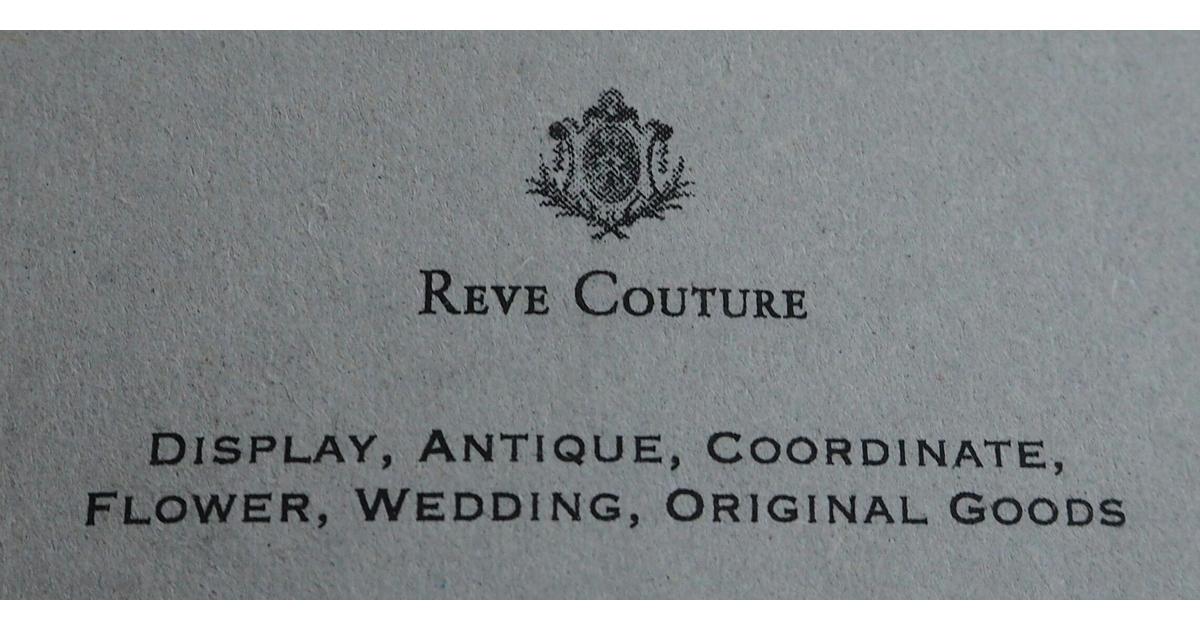 Reve Couture
Display, Antique, Coordinate,
Flower, Wedding, Original Goods